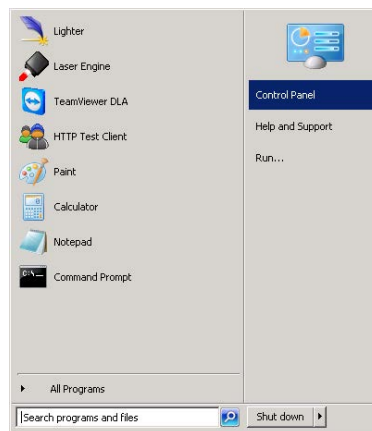 Lighter
Laser Engine
TeamViewer DLA
HTTP Test Client
Paint
Calculator
Notepad
Command Prompt
All Programs
Search programs and files
Control Panel
Help and Support
Run...
Shut down